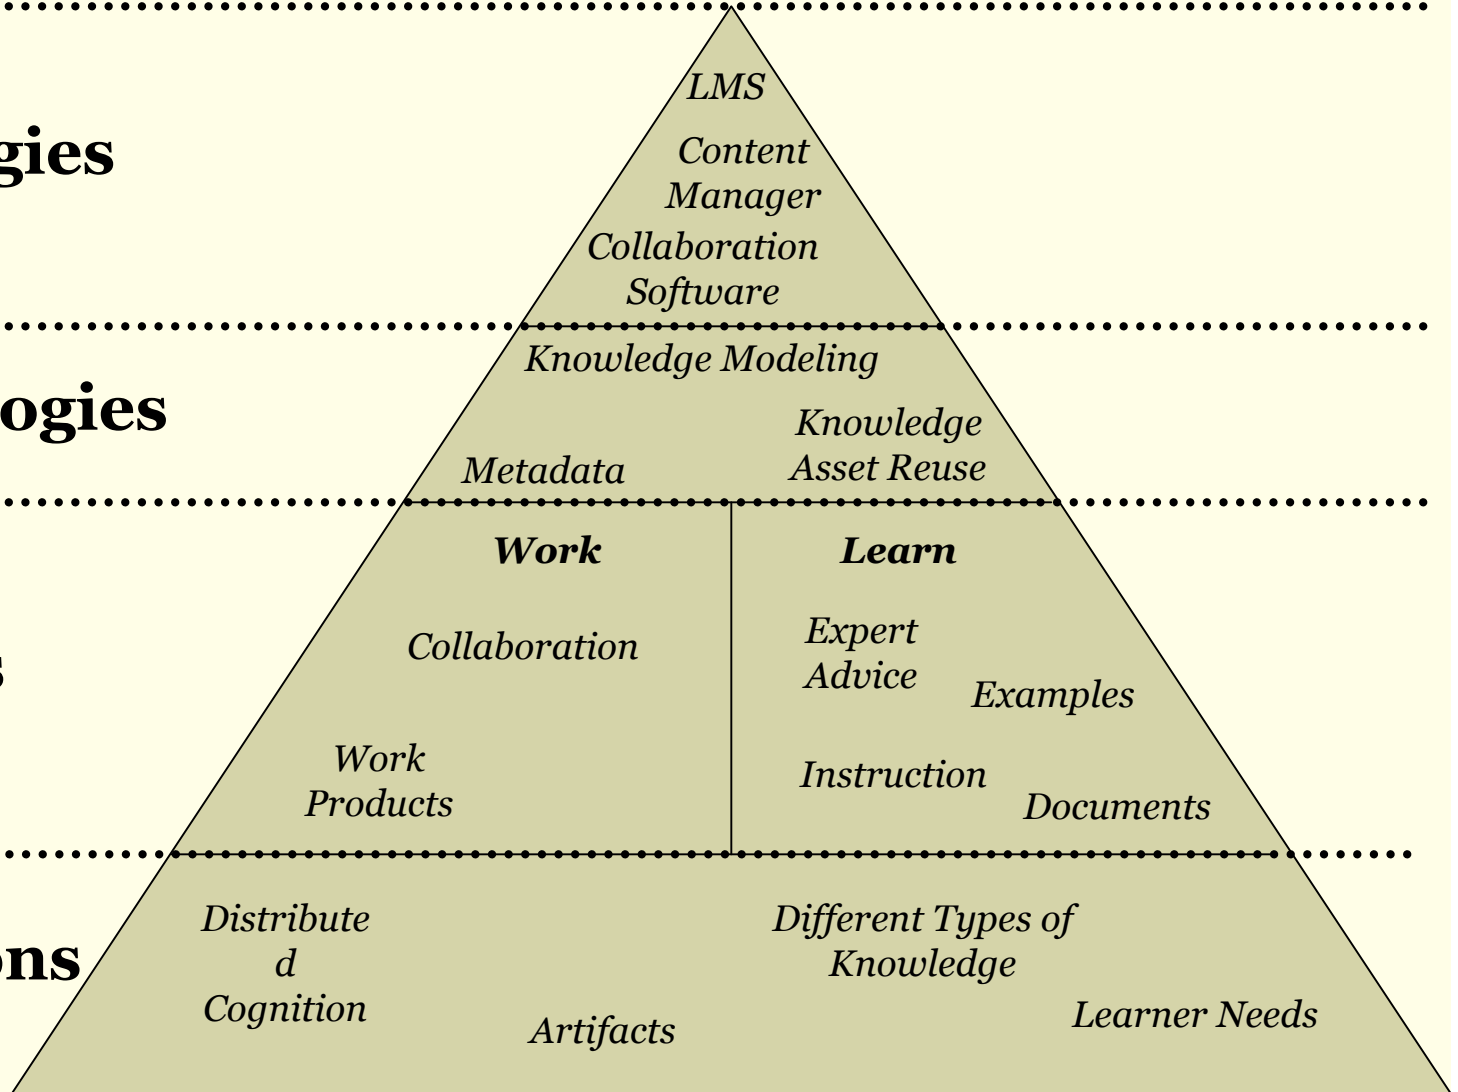 LMS
Content
Manager
gies
Collaboration
Software
Knowledge Modeling
ogies
Knowledge
Asset Reuse
Metadata
Work
Learn
Collaboration
Expert
Advice
s
Examples
Work
Products
Instruction
Documents
Distribute
d
Cognition
Different Types of
Knowledge
ons
Artifacts
Learner Needs